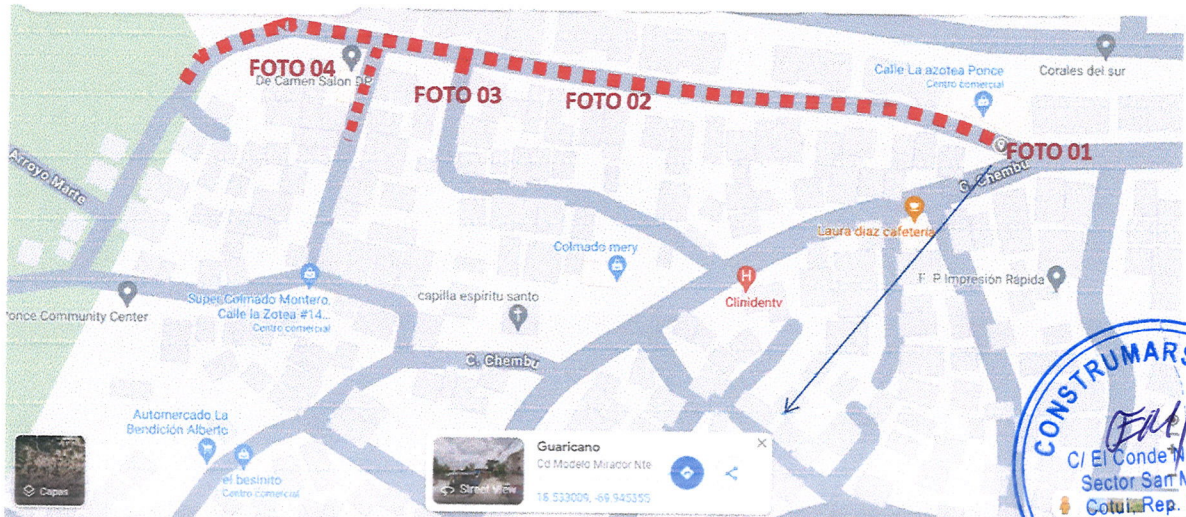 FOTO 04
De Camen Salon DP
FOTO 03
FOTO 02
Calle La azotea Ponce
Centro comercial
Corales del sur
FOTO 01
C. Chembu
Arroyo Marte
Laura diaz cafeteria
Colmado mery
Clinidentv
F. P Impresión Rápida
Super Colmado Montero,
Calle la Zotea #14...
Centro comercial
capilla espíritu santo
Ponce Community Center
C. Chembu
Automercado La
Bendición Alberto
el besinito
Centro comercial
Capas
Street View
Guaricano
Cd Modelo Mirador Nte
18.533009, -69.945355
CONSTRUMARS
C/ El Conde N
Sector San M
Cotui, Rep.